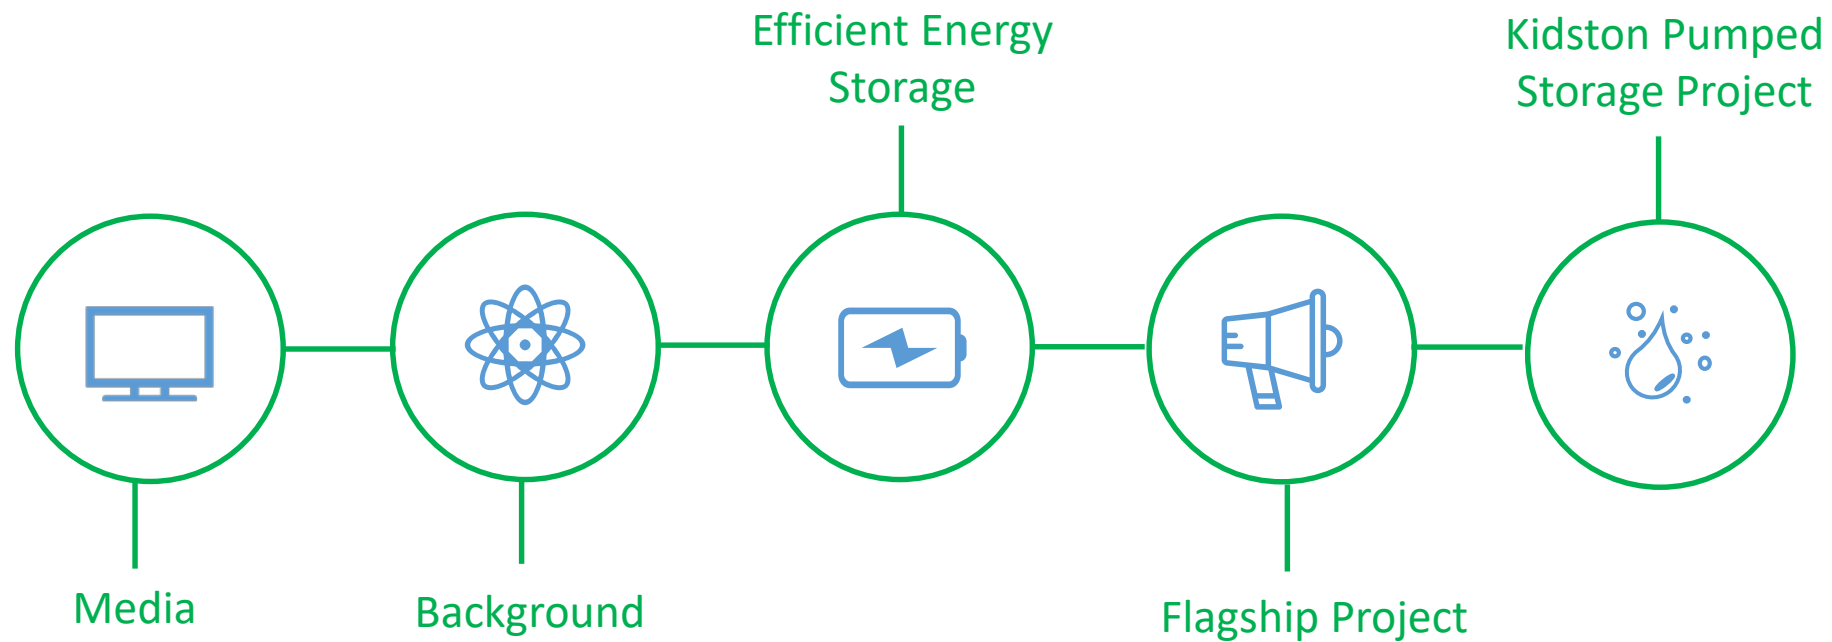 Efficient Energy
Storage
Kidston Pumped
Storage Project
Media
Background
Flagship Project